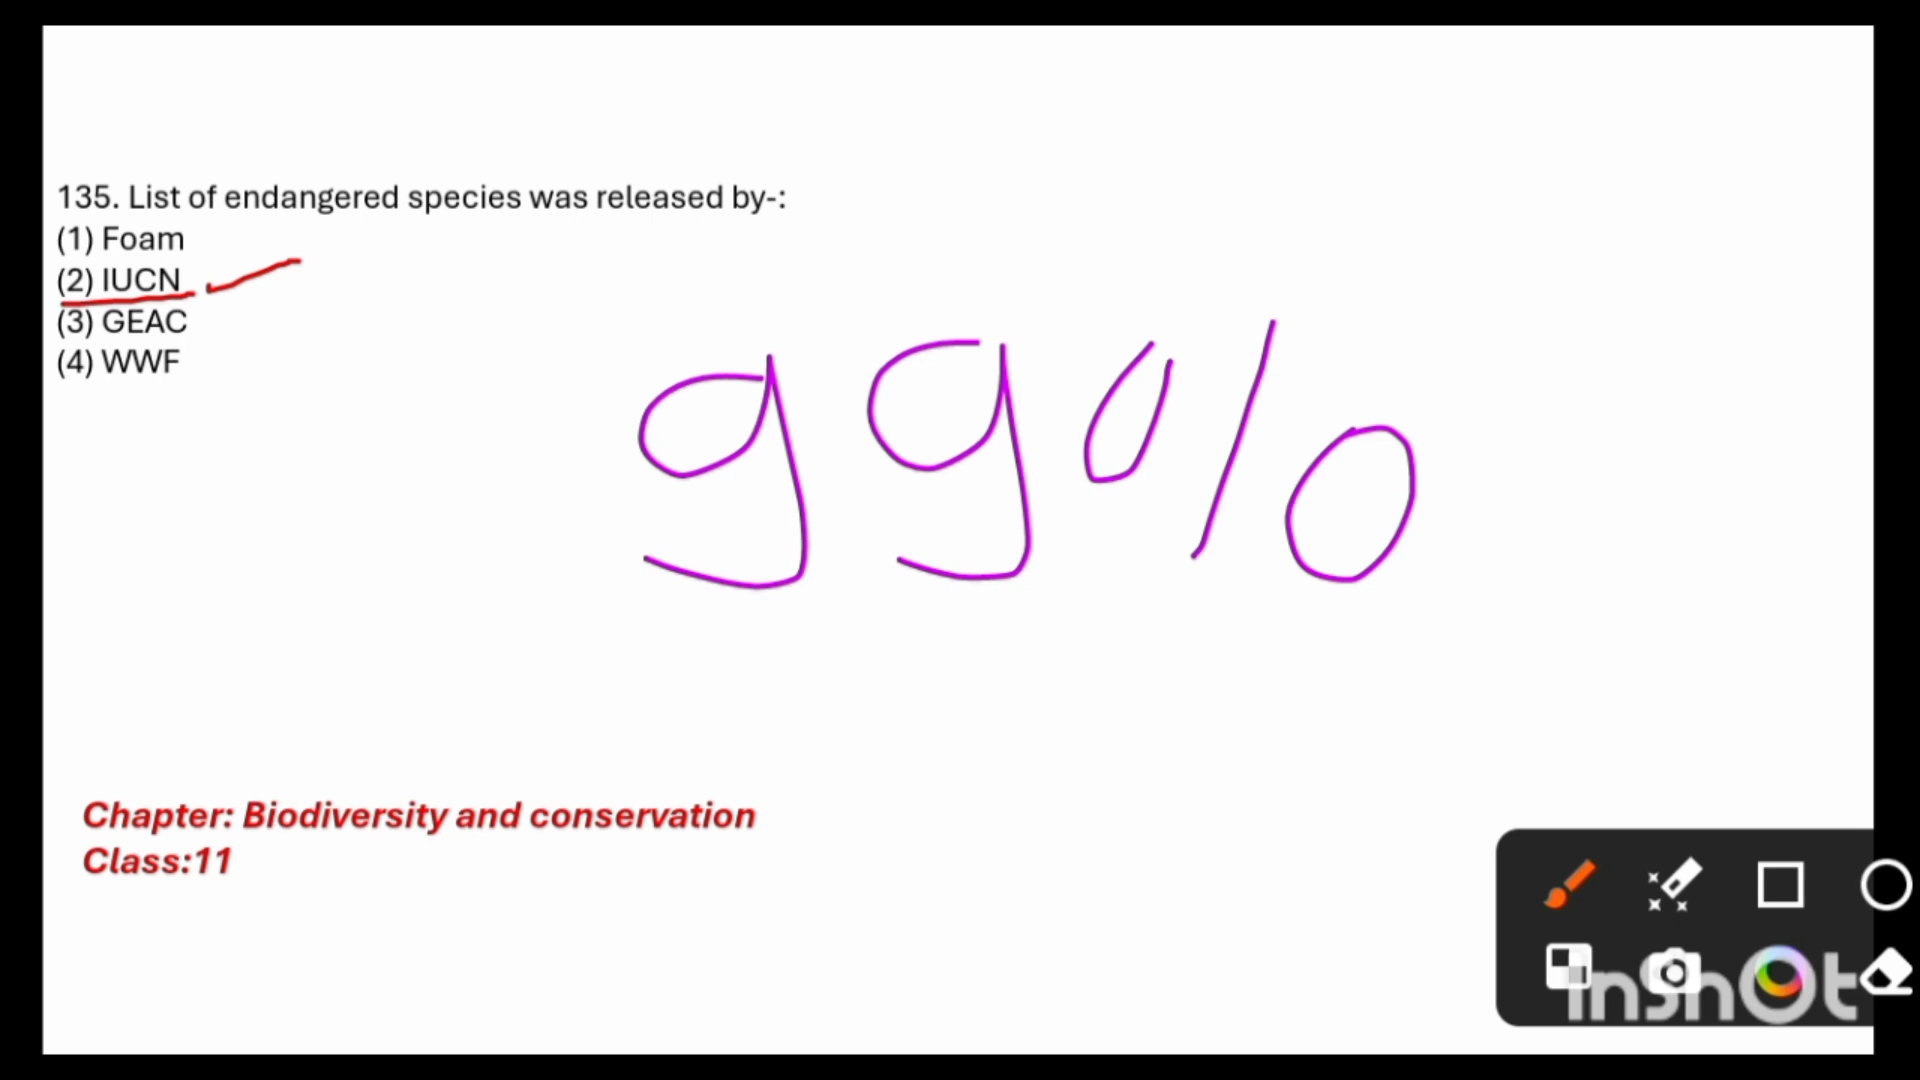 135. List of endangered species was released by-:
(1) Foam
(2) IUCN
(3) GEAC
(4) WWF
99%
Chapter: Biodiversity and conservation
Class:11
InShOt